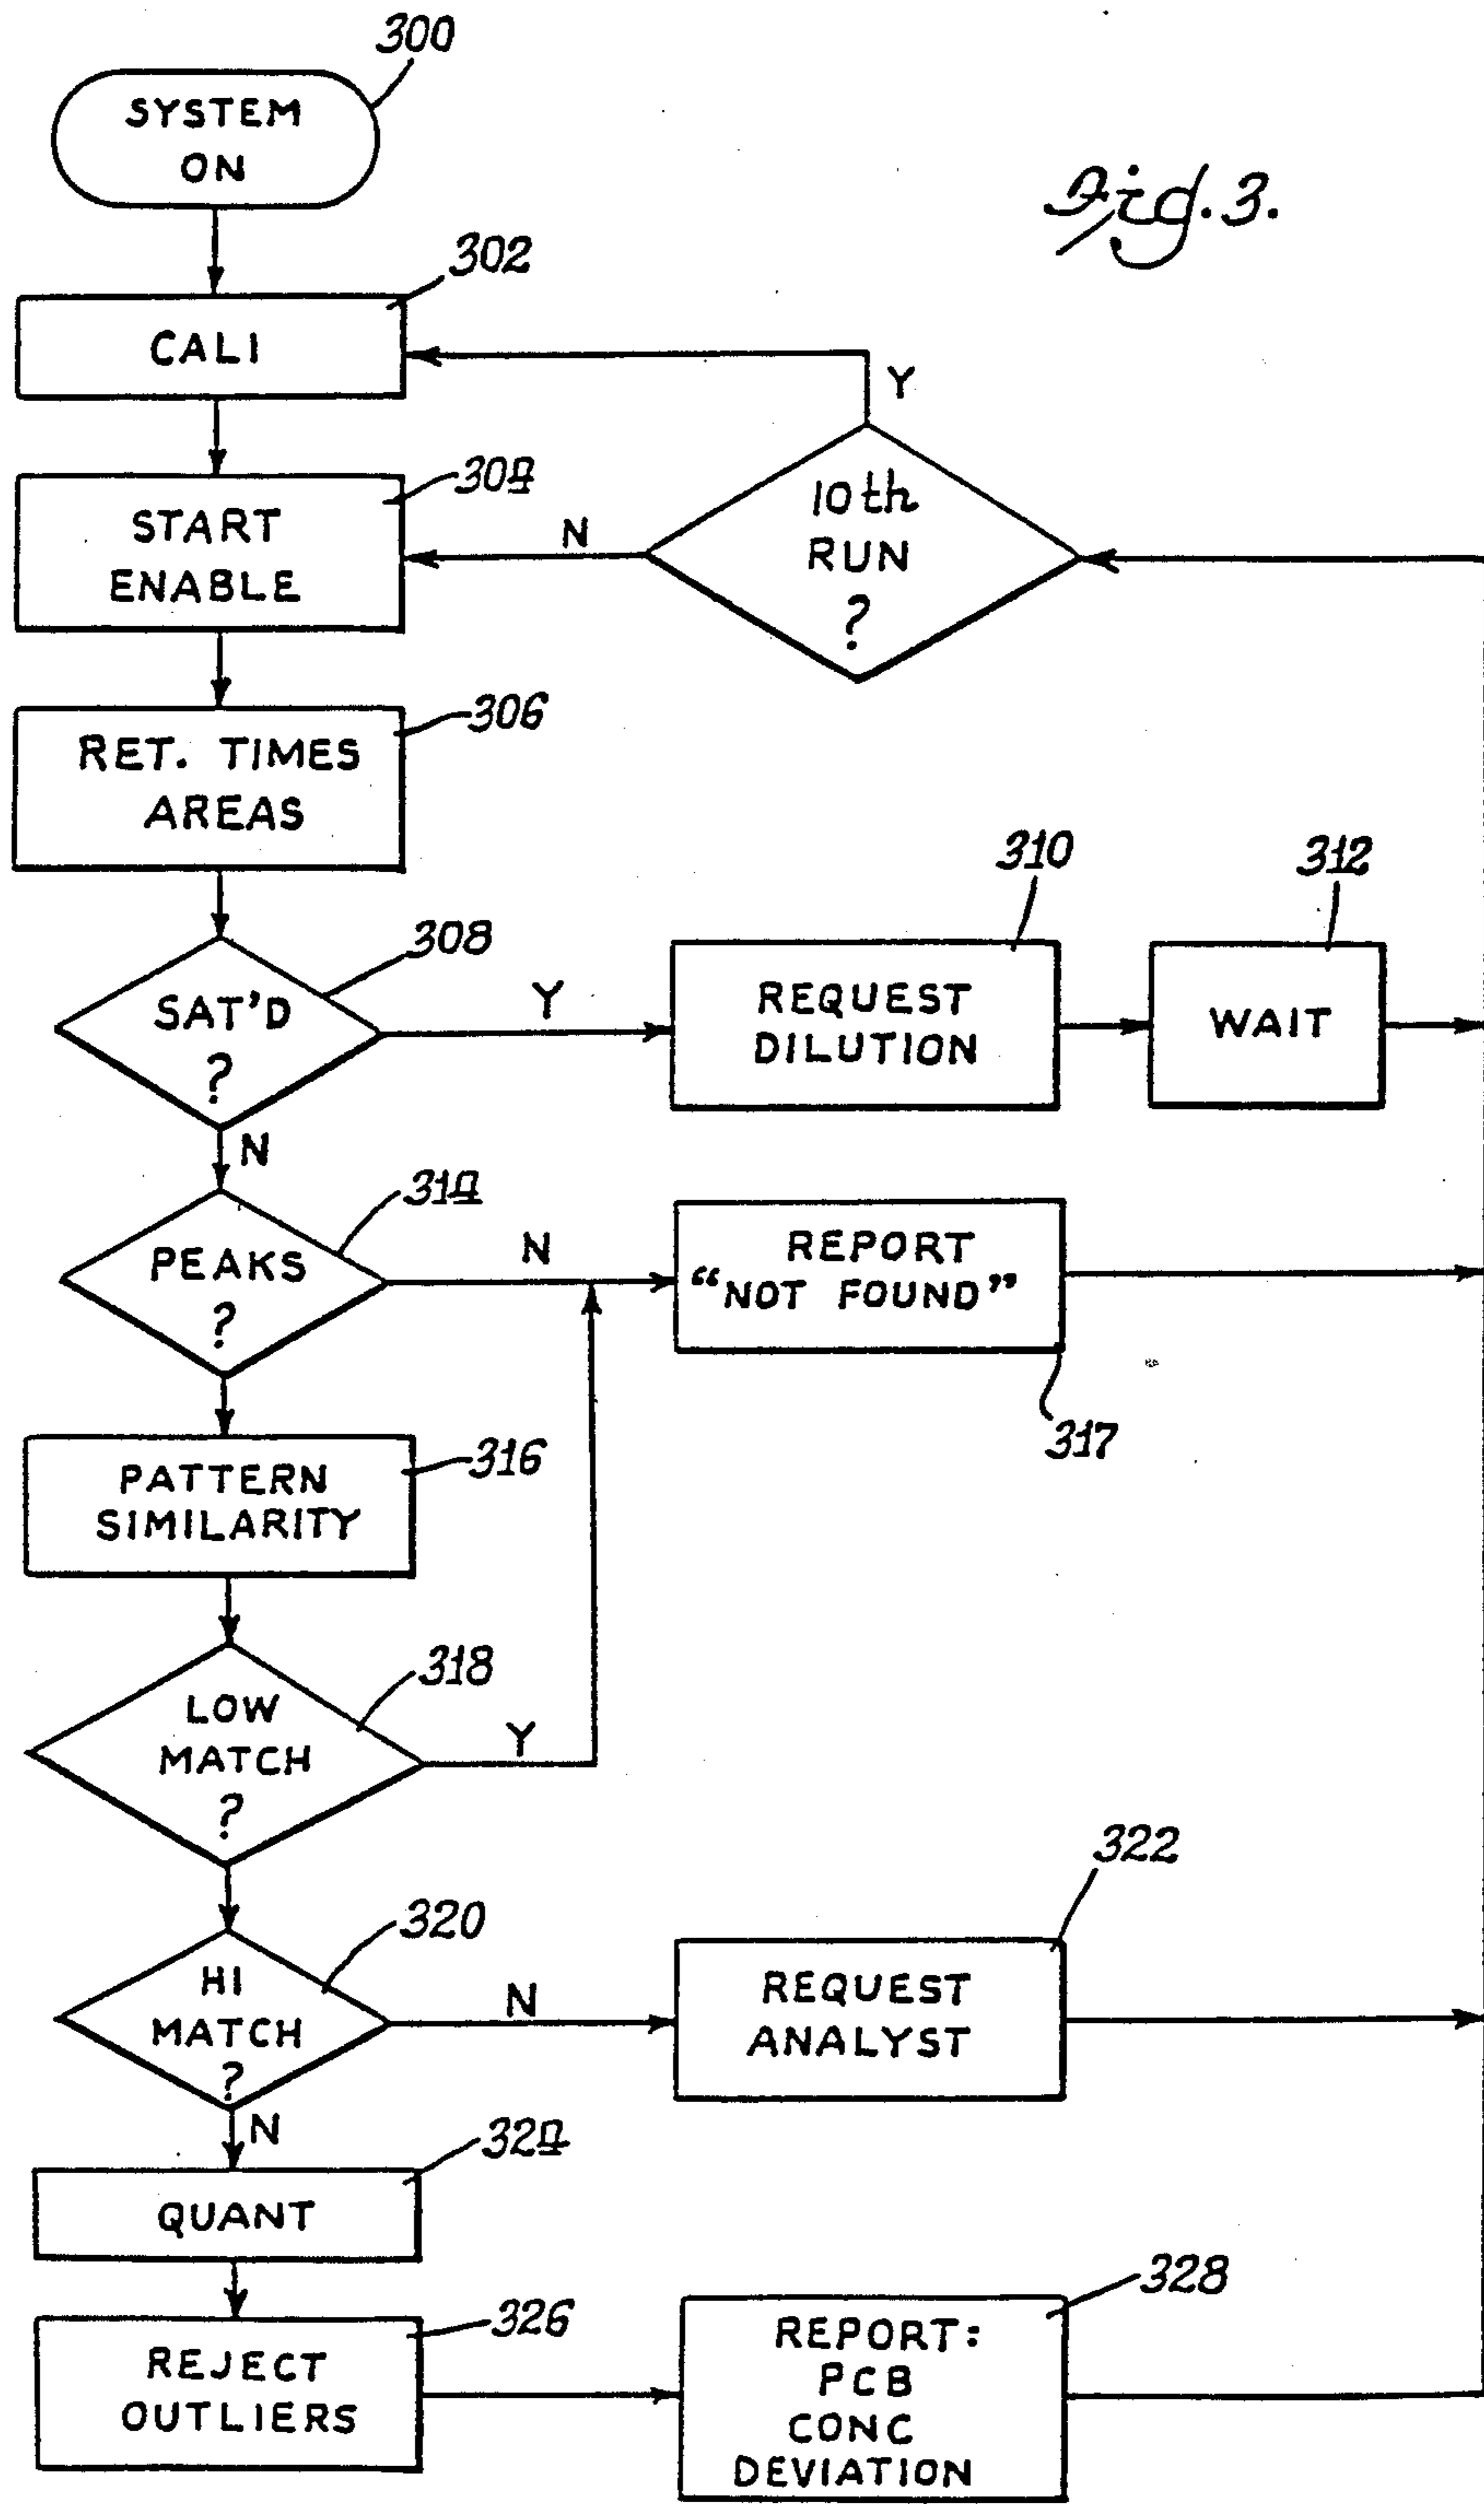 300
SYSTEM
ON
Fig. 3.
302
CALI
Y
304
START
ENABLE
N
10th
RUN
?
306
RET. TIMES
AREAS
308
SAT'D
?
Y
310
REQUEST
DILUTION
312
WAIT
N
314
PEAKS
?
N
REPORT
“NOT FOUND”
317
316
PATTERN
SIMILARITY
318
LOW
MATCH
?
Y
320
HI
MATCH
?
N
322
REQUEST
ANALYST
N
324
QUANT
326
REJECT
OUTLIERS
328
REPORT:
PCB
CONC
DEVIATION